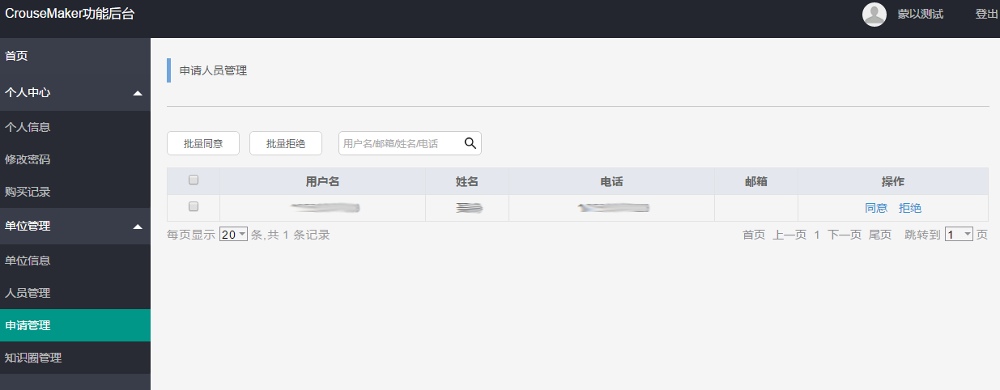 CrouseMaker功能后台
蒙以测试 登出
首页
个人中心
个人信息
修改密码
购买记录
单位管理
单位信息
人员管理
申请管理
知识圈管理
申请人员管理
批量同意 批量拒绝 用户名/邮箱/姓名/电话
用户名 姓名 电话 邮箱 操作
同意 拒绝
每页显示 20 条,共 1 条记录 首页 上一页 1 下一页 尾页 跳转到 1 页